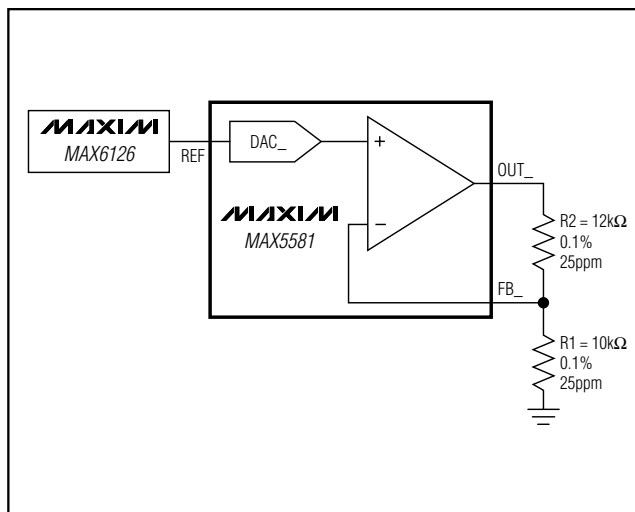 MAXIM
MAX6126
REF
DAC_
+
−
MAXIM
MAX5581
OUT_
R2 = 12kΩ
0.1%
25ppm
FB_
R1 = 10kΩ
0.1%
25ppm